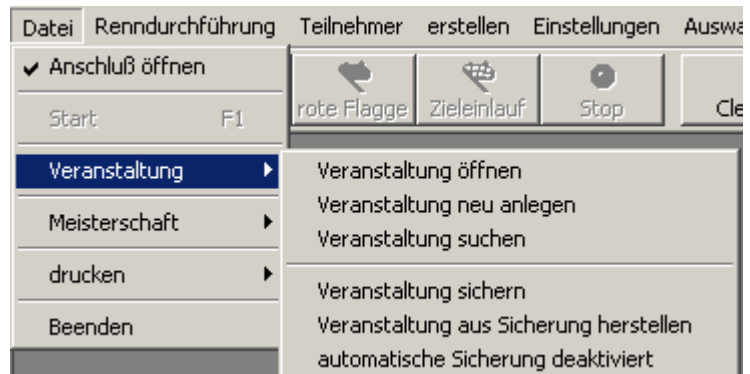 Datei Renndurchführung Teilnehmer erstellen Einstellungen
Anschluß öffnen
rote Flagge Zieleinlauf Stop
Start F1
Veranstaltung
Veranstaltung öffnen
Veranstaltung neu anlegen
Veranstaltung suchen
Meisterschaft
drucken
Veranstaltung sichern
Beenden
Veranstaltung aus Sicherung herstellen
automatische Sicherung deaktiviert